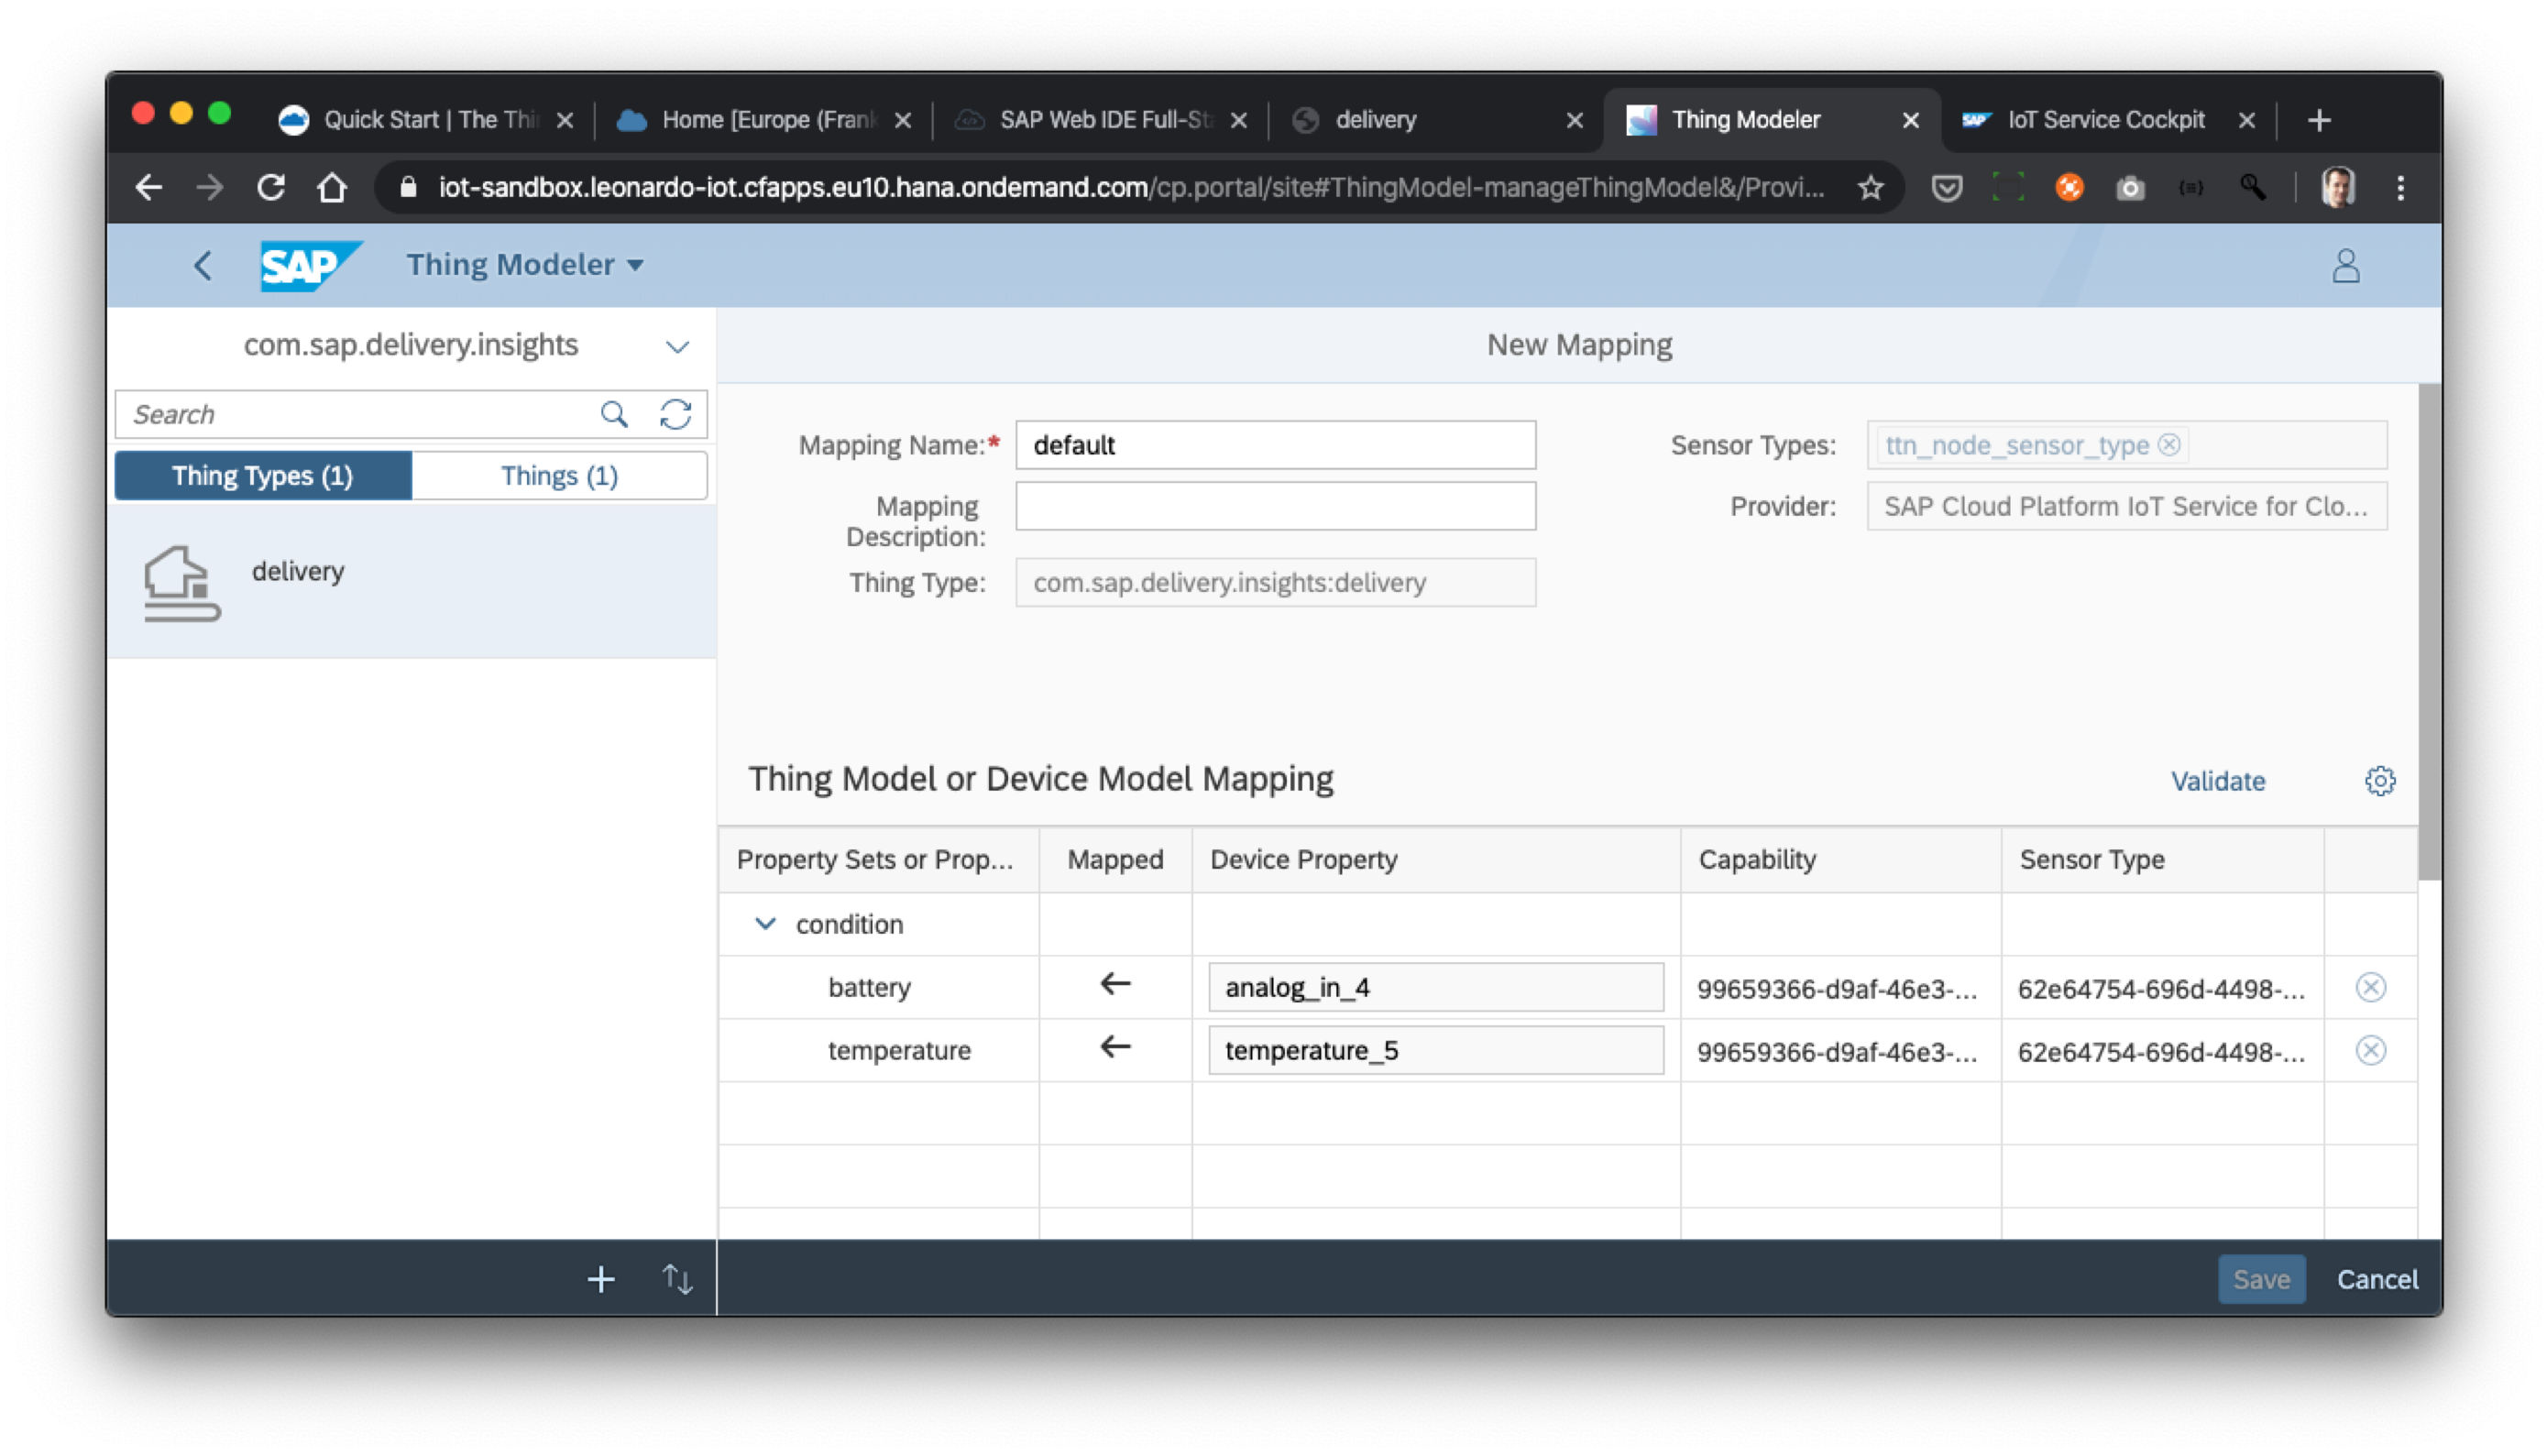 Quick Start | The Thi
Home [Europe (Frank
SAP Web IDE Full-St
delivery
Thing Modeler
SAP IoT Service Cockpit
iot-sandbox.leonardo-iot.cfapps.eu10.hana.ondemand.com/cp.portal/site#ThingModel-manageThingModel&/Provi...
SAP Thing Modeler
com.sap.delivery.insights
New Mapping
Search
Thing Types (1)
Things (1)
delivery
Mapping Name:* default
Sensor Types: ttn_node_sensor_type
Mapping
Description:
Provider: SAP Cloud Platform IoT Service for Clo...
Thing Type: com.sap.delivery.insights:delivery
Thing Model or Device Model Mapping
Validate
Property Sets or Prop... Mapped Device Property Capability Sensor Type
condition
battery analog_in_4 99659366-d9af-46e3-... 62e64754-696d-4498-...
temperature temperature_5 99659366-d9af-46e3-... 62e64754-696d-4498-...
Save Cancel